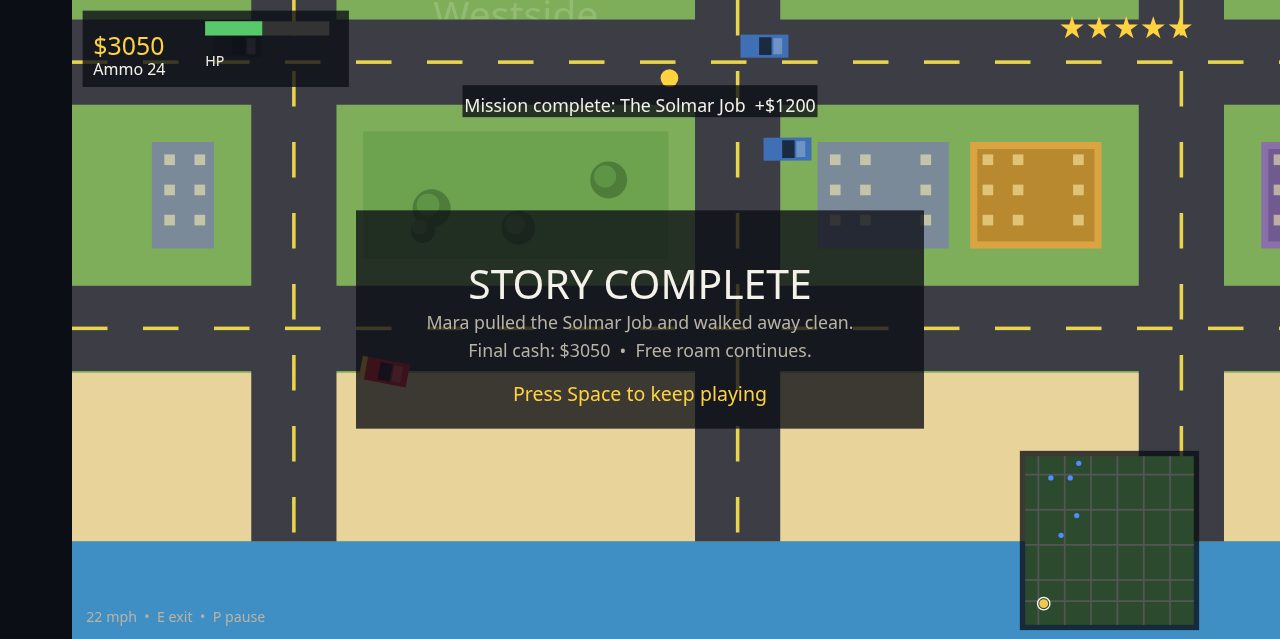 Westside
$3050
Ammo 24
HP
★★★★★
Mission complete: The Solmar Job +$1200
STORY COMPLETE
Mara pulled the Solmar Job and walked away clean.
Final cash: $3050 • Free roam continues.
Press Space to keep playing
22 mph • E exit • P pause